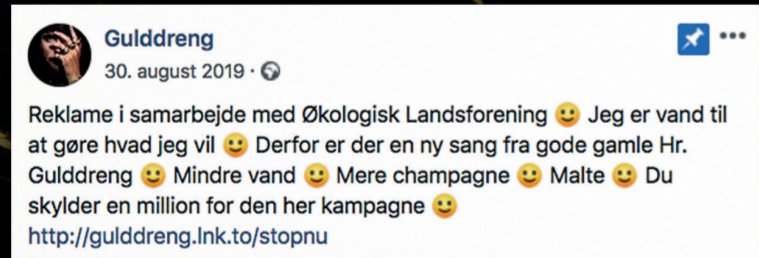 Gulddreng
30. august 2019 ·
Reklame i samarbejde med Økologisk Landsforening 🙂 Jeg er vand til
at gøre hvad jeg vil 🙂 Derfor er der en ny sang fra gode gamle Hr.
Gulddreng 🙂 Mindre vand 🙂 Mere champagne 🙂 Malte 🙂 Du
skylder en million for den her kampagne 🙂
http://gulddreng.lnk.to/stopnu